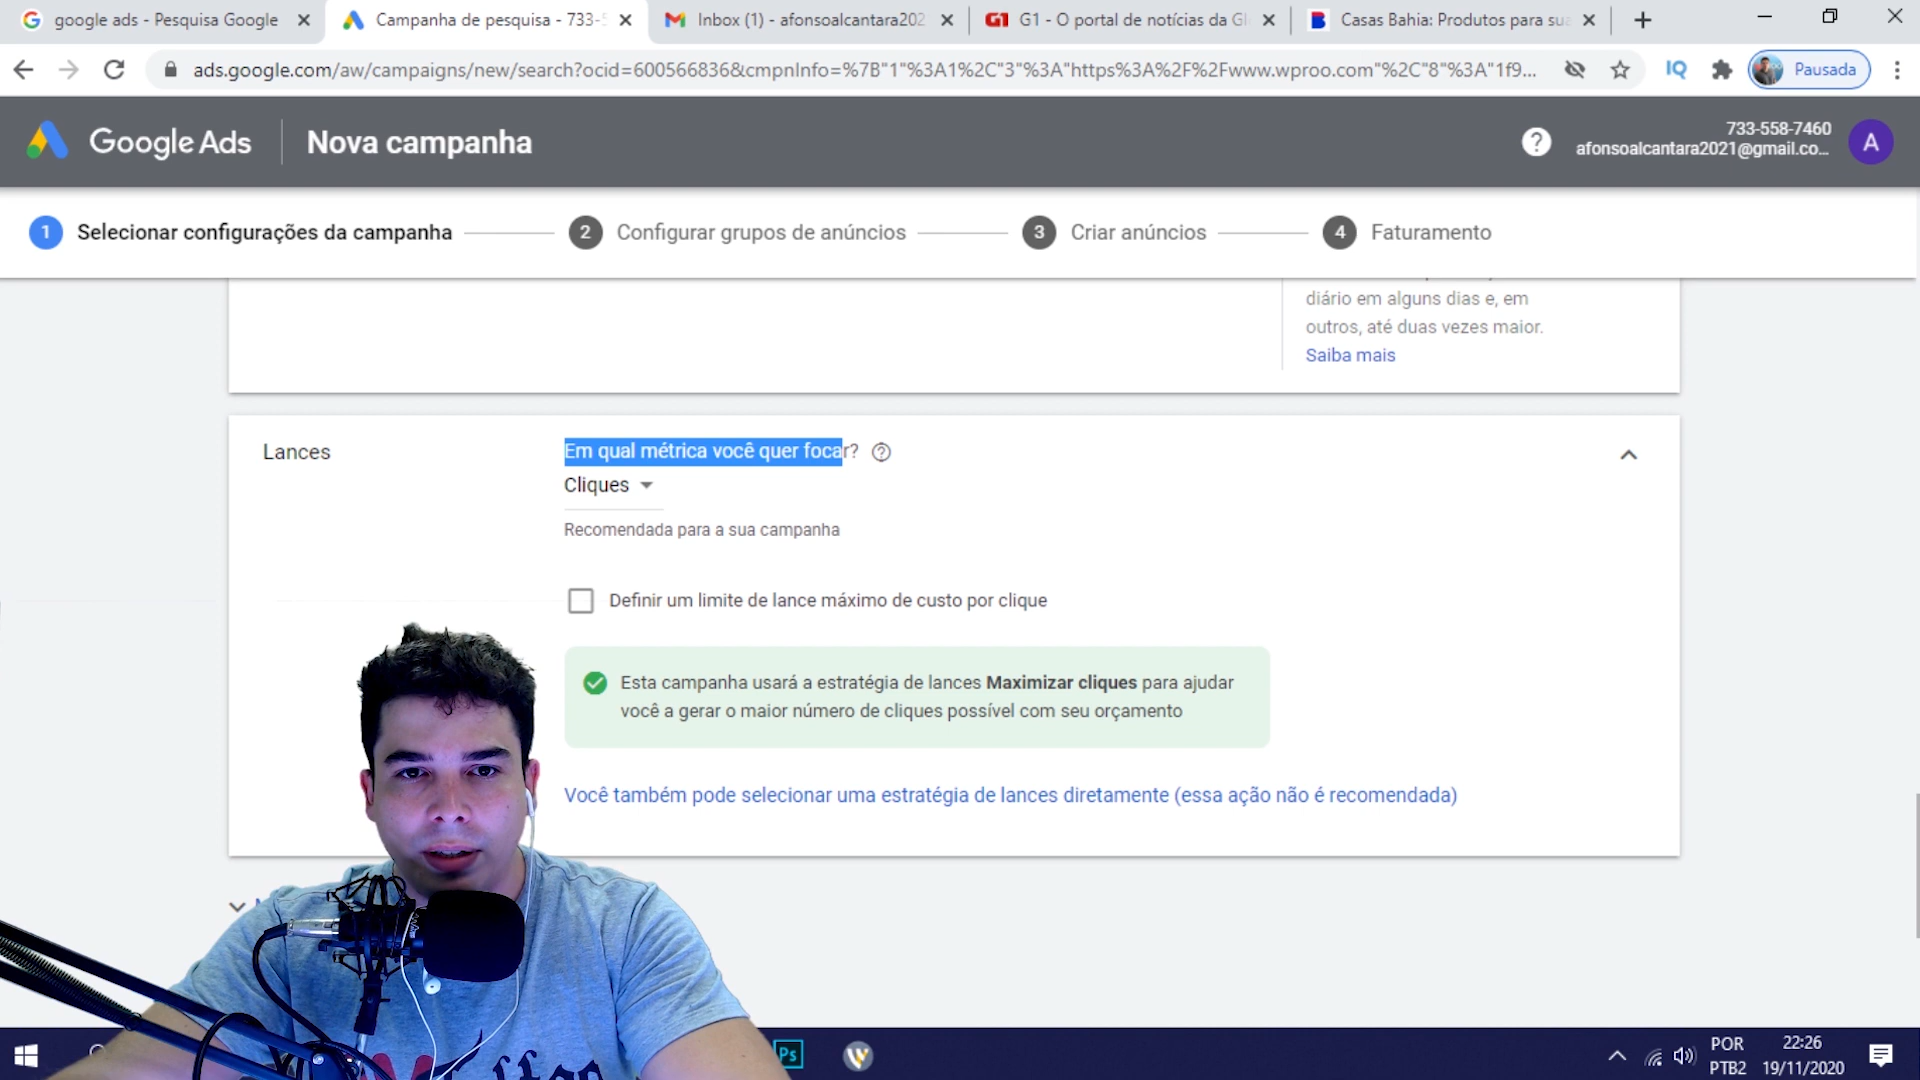 google ads - Pesquisa Google
Campanha de pesquisa - 733-5
Inbox (1) - afonsoalcantara202
G1 - O portal de notícias da Gl
Casas Bahia: Produtos para sua
ads.google.com/aw/campaigns/new/search?ocid=600566836&cmpnInfo=%7B"1"%3A1%2C"3"%3A"https%3A%2F%2Fwww.wproo.com"%2C"8"%3A"1f9...
IQ
Pausada
Google Ads
Nova campanha
733-558-7460
afonsoalcantara2021@gmail.co...
A
1 Selecionar configurações da campanha
2 Configurar grupos de anúncios
3 Criar anúncios
4 Faturamento
diário em alguns dias e, em
outros, até duas vezes maior.
Saiba mais
Lances
Em qual métrica você quer focar?
Cliques
Recomendada para a sua campanha
Definir um limite de lance máximo de custo por clique
Esta campanha usará a estratégia de lances Maximizar cliques para ajudar
você a gerar o maior número de cliques possível com seu orçamento
Você também pode selecionar uma estratégia de lances diretamente (essa ação não é recomendada)
Ps
POR
PTB2
22:26
19/11/2020